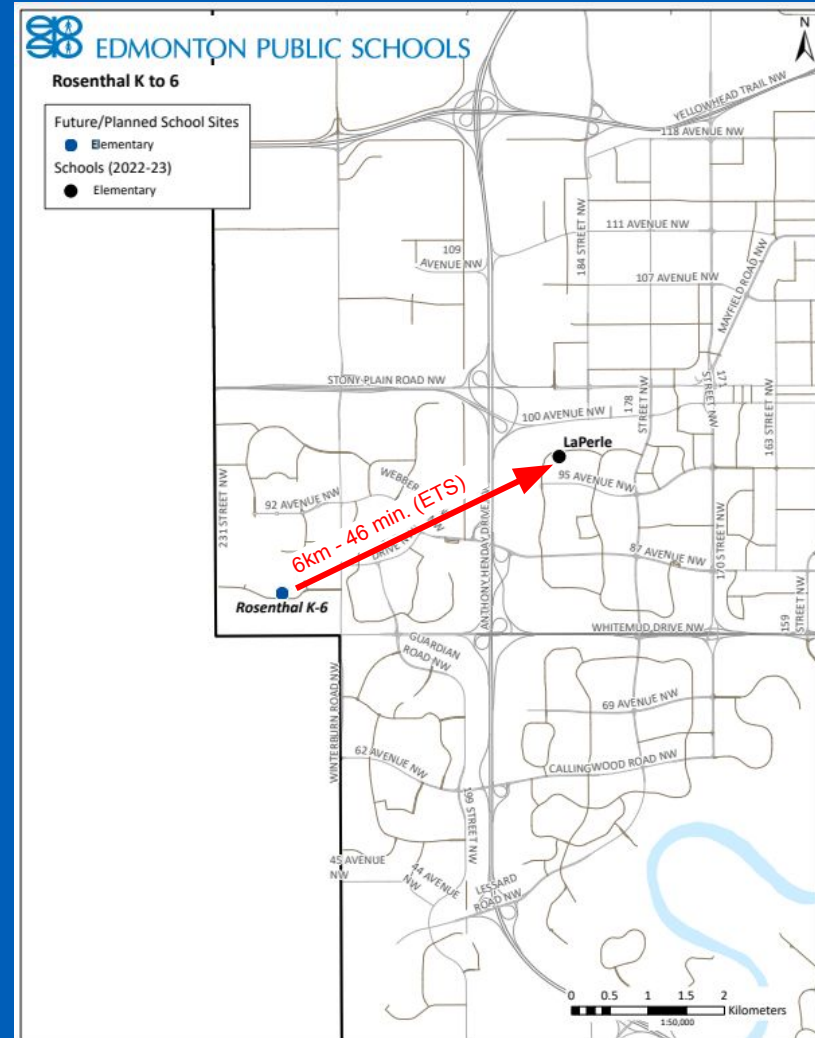 EDMONTON PUBLIC SCHOOLS
N
Rosenthal K to 6
Future/Planned School Sites
Elementary
Schools (2022-23)
Elementary
YELLOWHEAD TRAIL NW
118 AVENUE NW
184 STREET NW
111 AVENUE NW
109
AVENUE NW
107 AVENUE NW
MAYFIELD ROAD NW
STONY PLAIN ROAD NW
171
STREET NW
178
STREET NW
100 AVENUE NW
163 STREET NW
LaPerle
95 AVENUE NW
WEBBER
231 STREET NW
92 AVENUE NW
6km - 46 min. (ETS)
NW
DRIVE NW
ANTHONY HENDAY DRIVE NW
87 AVENUE NW
170 STREET NW
Rosenthal K-6
159
STREET NW
WHITEMUD DRIVE NW
GUARDIAN
ROAD NW
WINTERBURN ROAD NW
69 AVENUE NW
62 AVENUE NW
CALLINGWOOD ROAD NW
199 STREET NW
45 AVENUE
NW
44 AVENUE
NW
LESSARD
ROAD NW
0 0.5 1 1.5 2
Kilometers
1:50,000